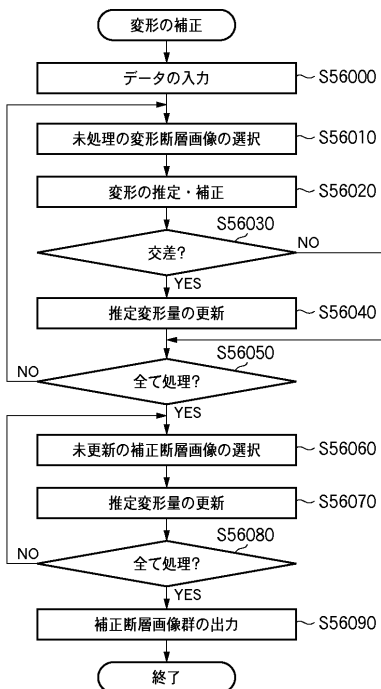 変形の補正
データの入力 S56000
未処理の変形断層画像の選択 S56010
変形の推定・補正 S56020
S56030
交差? NO
YES
推定変形量の更新 S56040
S56050
NO 全て処理?
YES
未更新の補正断層画像の選択 S56060
推定変形量の更新 S56070
S56080
NO 全て処理?
YES
補正断層画像群の出力 S56090
終了